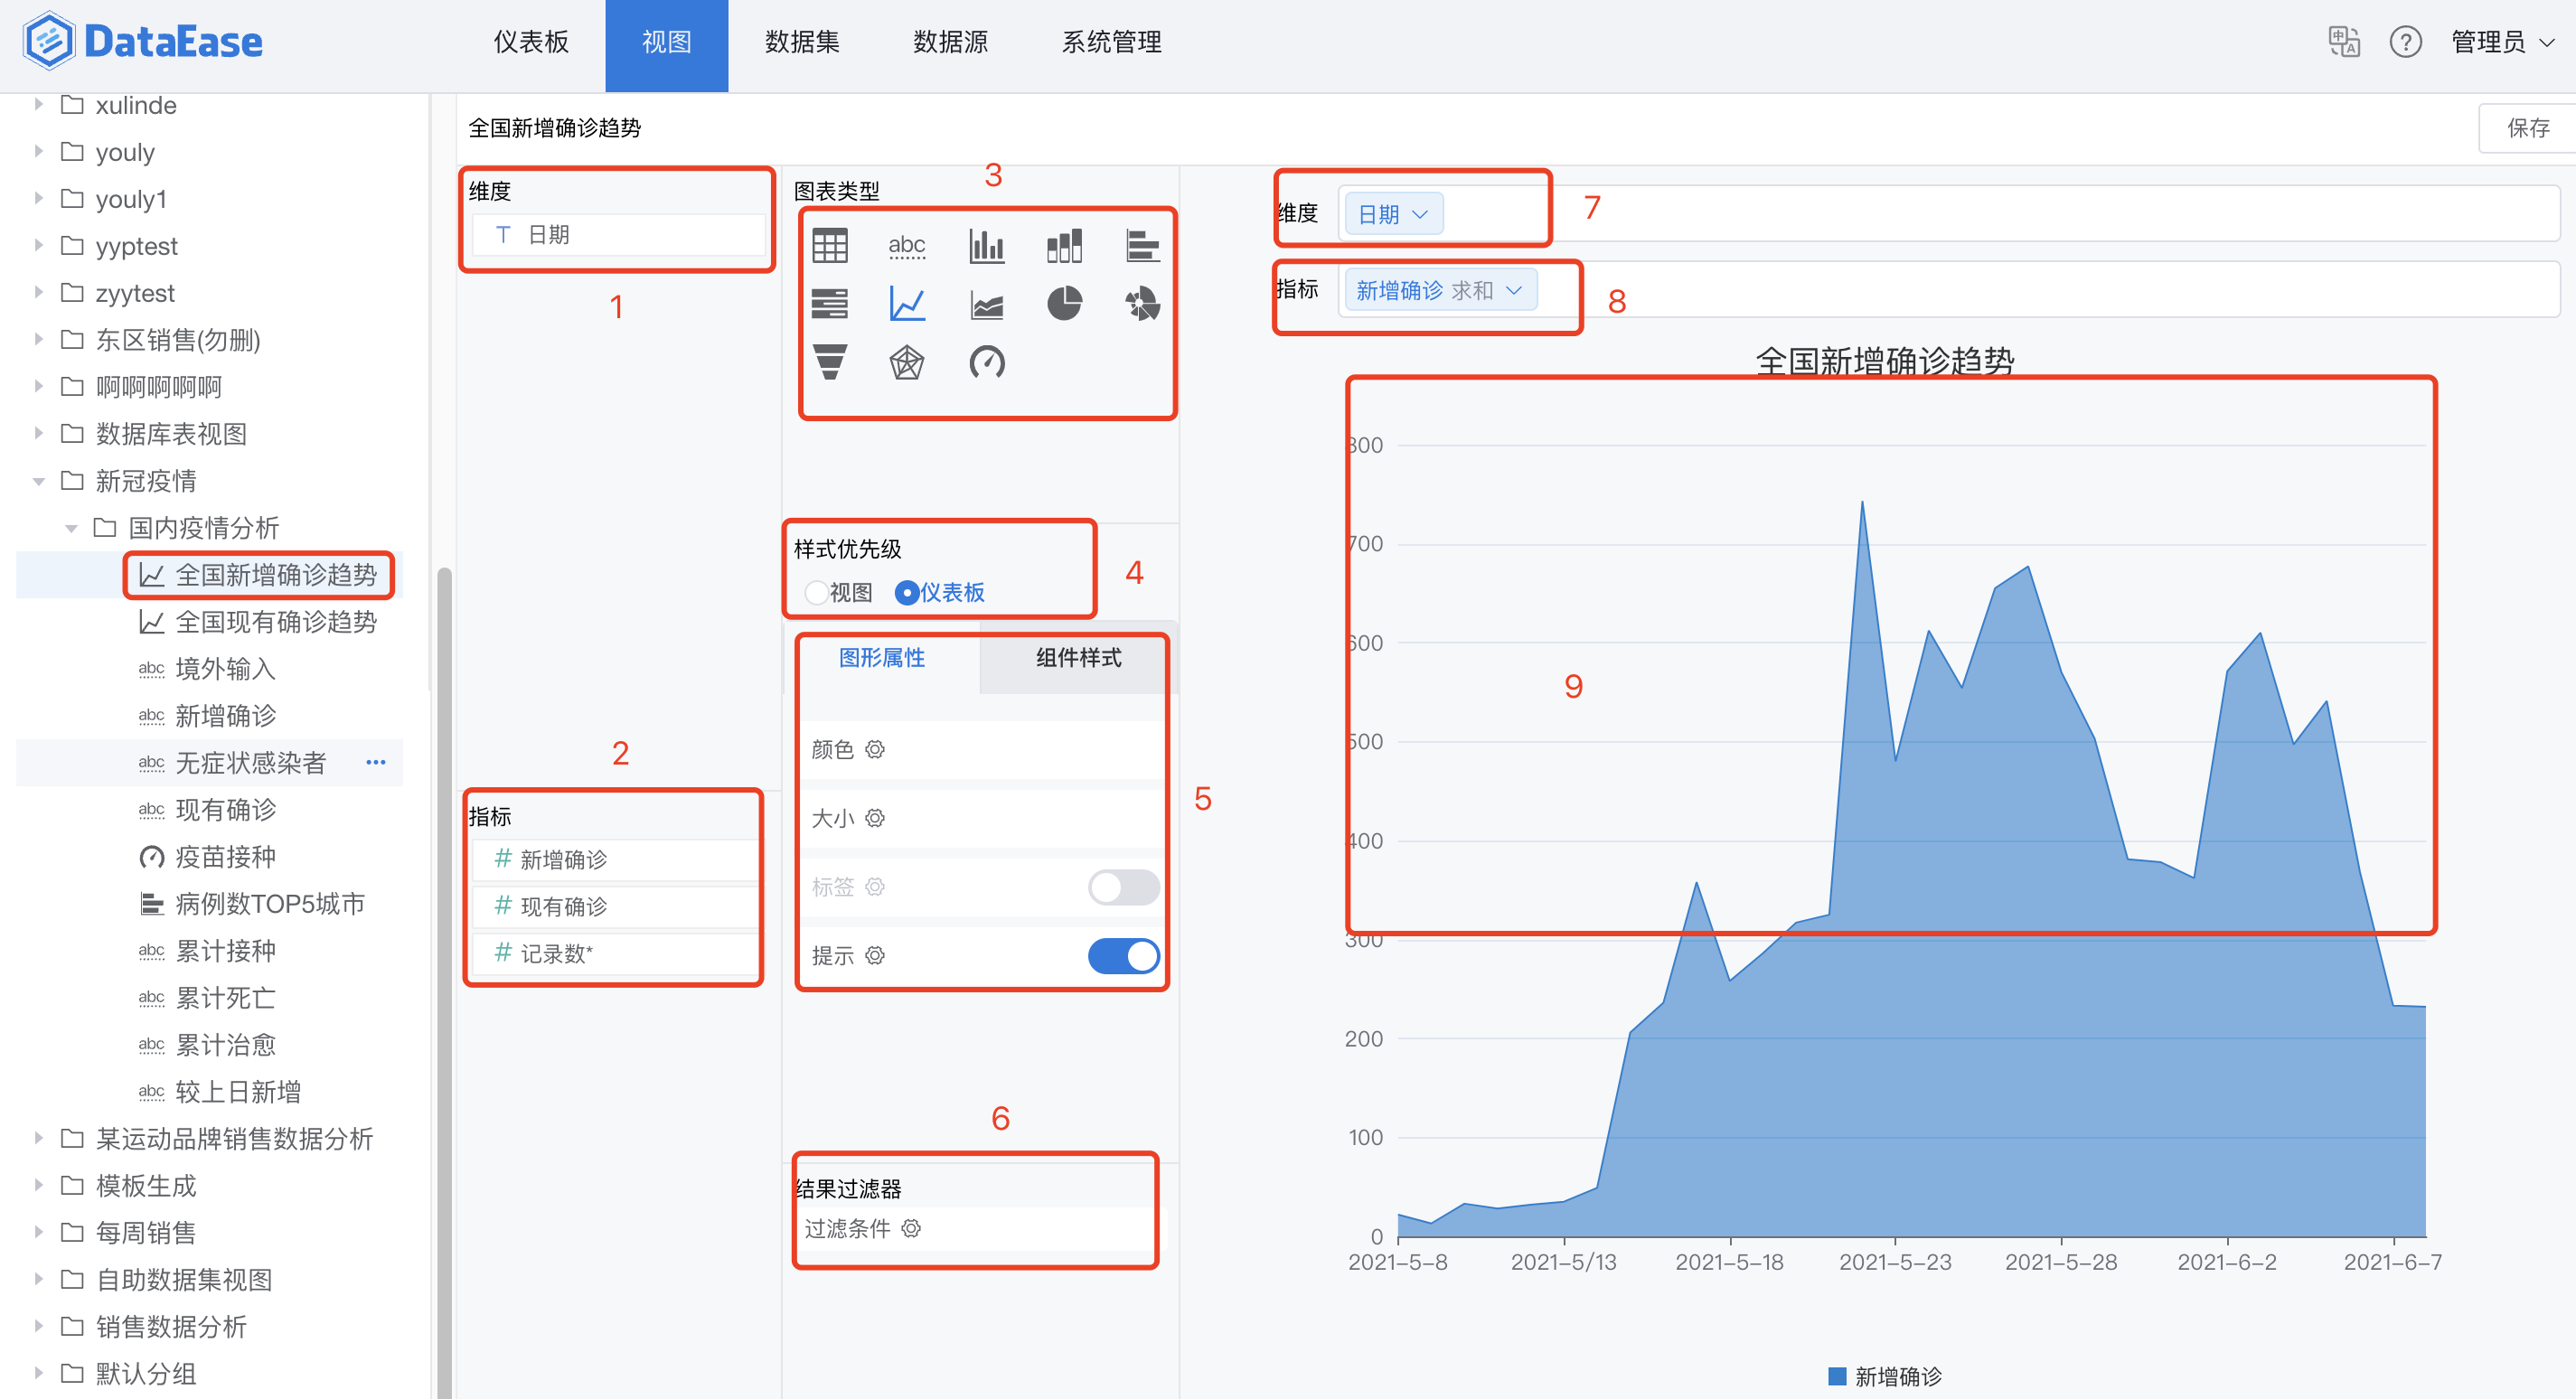 DataEase
仪表板 视图 数据集 数据源 系统管理
管理员
xulinde
youly
youly1
yyptest
zyytest
东区销售(勿删)
啊啊啊啊啊
数据库表视图
新冠疫情
国内疫情分析
全国新增确诊趋势
全国现有确诊趋势
abc 境外输入
abc 新增确诊
abc 无症状感染者 ...
abc 现有确诊
疫苗接种
病例数TOP5城市
abc 累计接种
abc 累计死亡
abc 累计治愈
abc 较上日新增
某运动品牌销售数据分析
模板生成
每周销售
自助数据集视图
销售数据分析
默认分组
全国新增确诊趋势
保存
维度
T 日期
1
2
指标
# 新增确诊
# 现有确诊
# 记录数*
图表类型
3
abc
样式优先级
视图 仪表板
4
图形属性 组件样式
颜色
大小
标签
提示
5
6
结果过滤器
过滤条件
维度 日期
7
指标 新增确诊 求和
8
全国新增确诊趋势
9
800
700
600
500
400
300
200
100
0
2021-5-8 2021-5/13 2021-5-18 2021-5-23 2021-5-28 2021-6-2 2021-6-7
新增确诊